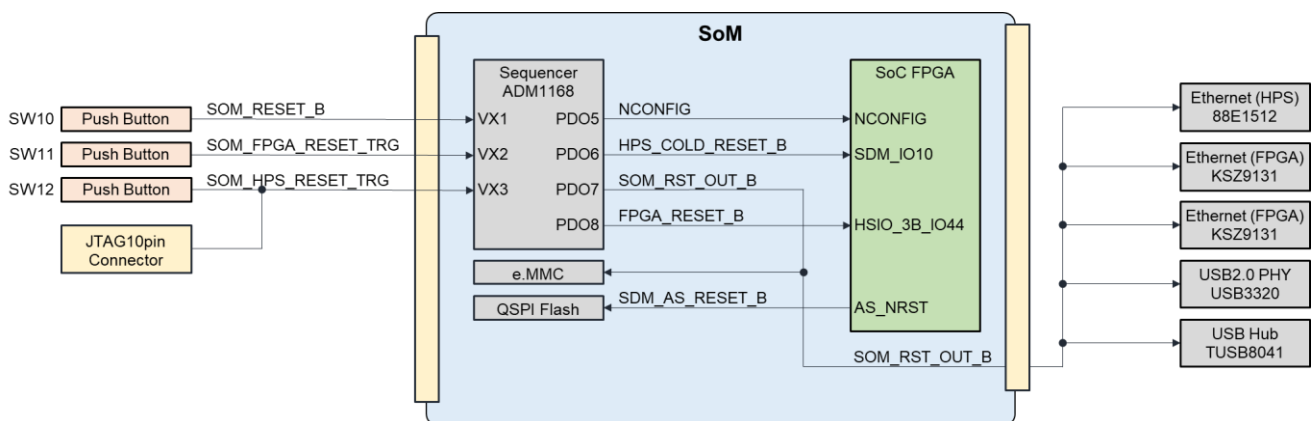 SoM
Sequencer
ADM1168
SoC FPGA
SW10
Push Button
SOM_RESET_B
VX1
PDO5
NCONFIG
NCONFIG
SW11
Push Button
SOM_FPGA_RESET_TRG
VX2
PDO6
HPS_COLD_RESET_B
SDM_IO10
SW12
Push Button
SOM_HPS_RESET_TRG
VX3
PDO7
SOM_RST_OUT_B
PDO8
FPGA_RESET_B
HSIO_3B_IO44
JTAG10pin
Connector
e.MMC
QSPI Flash
SDM_AS_RESET_B
AS_NRST
SOM_RST_OUT_B
Ethernet (HPS)
88E1512
Ethernet (FPGA)
KSZ9131
Ethernet (FPGA)
KSZ9131
USB2.0 PHY
USB3320
USB Hub
TUSB8041